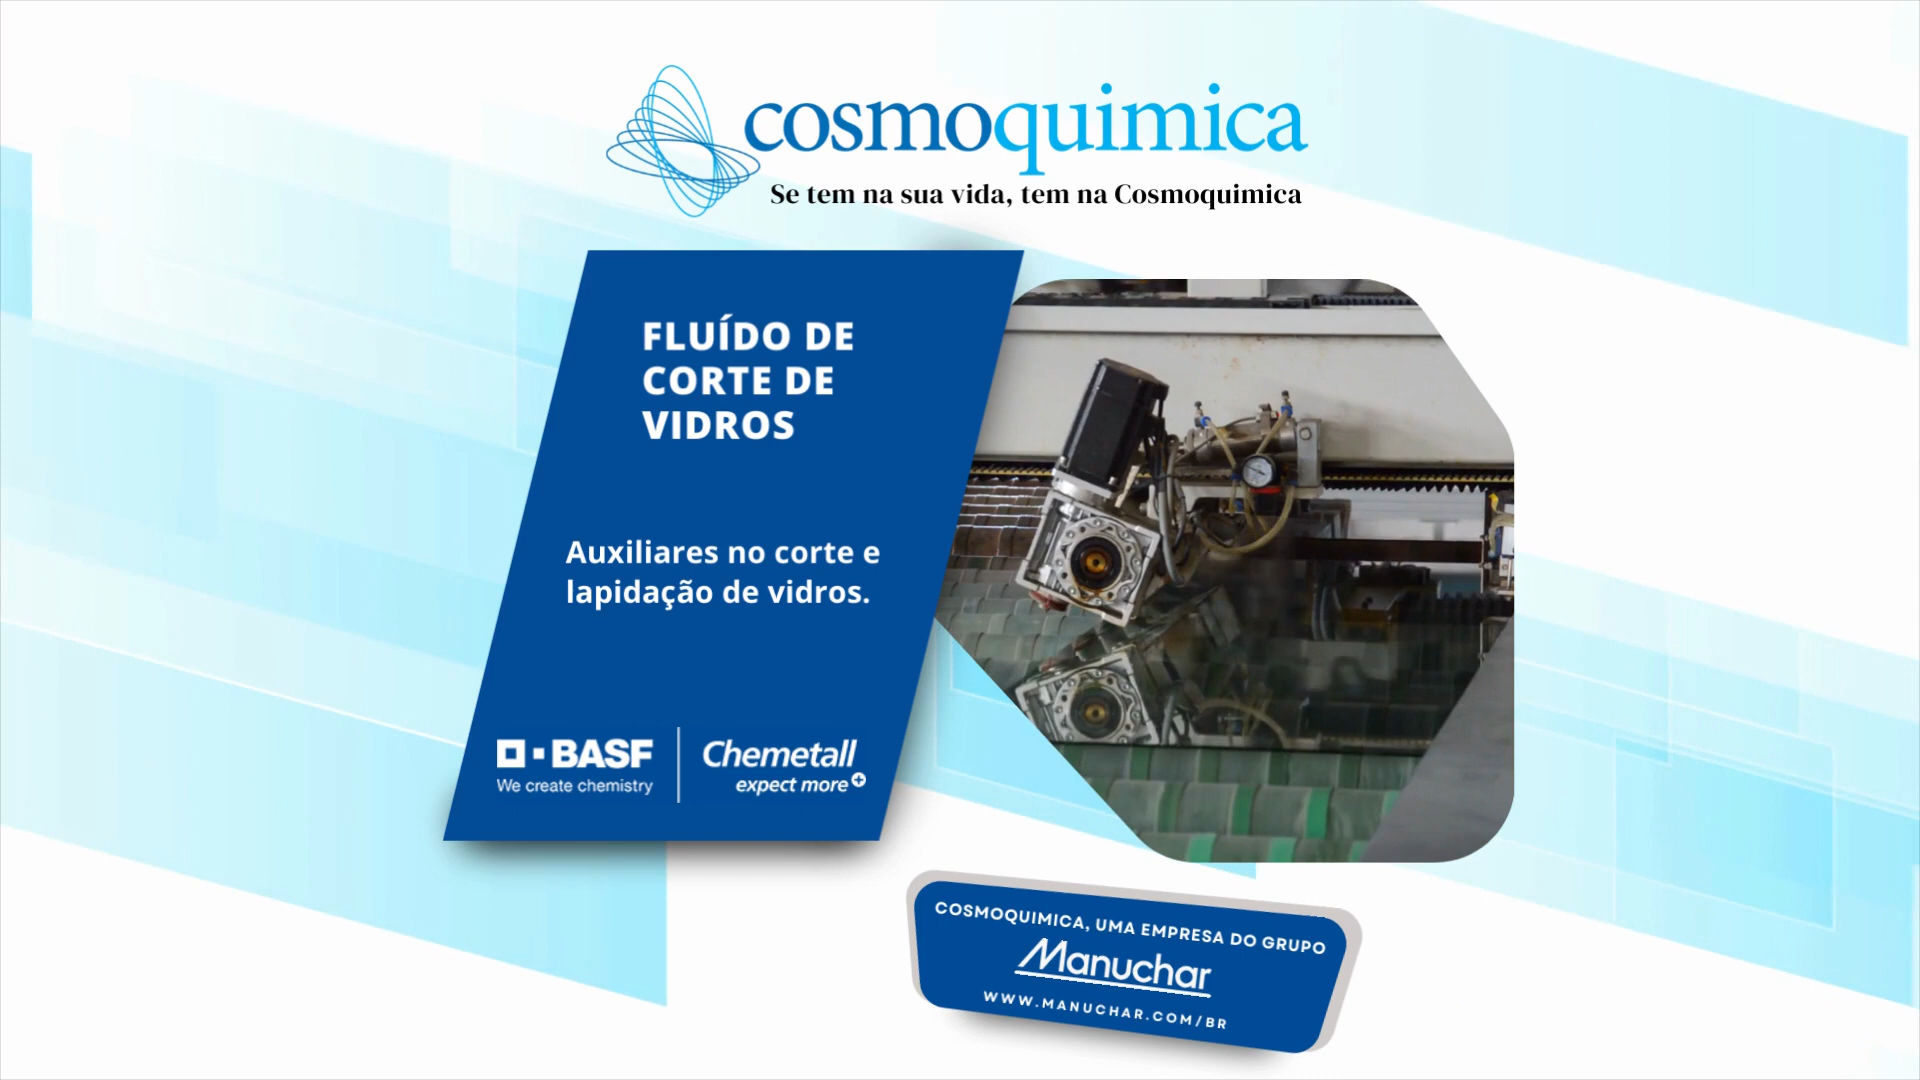 cosmoquimica
Se tem na sua vida, tem na Cosmoquimica
FLUÍDO DE
CORTE DE
VIDROS
Auxiliares no corte e
lapidação de vidros.
BASF
We create chemistry
Chemetall
expect more+
COSMOQUIMICA, UMA EMPRESA DO GRUPO
Manuchar
WWW.MANUCHAR.COM/BR